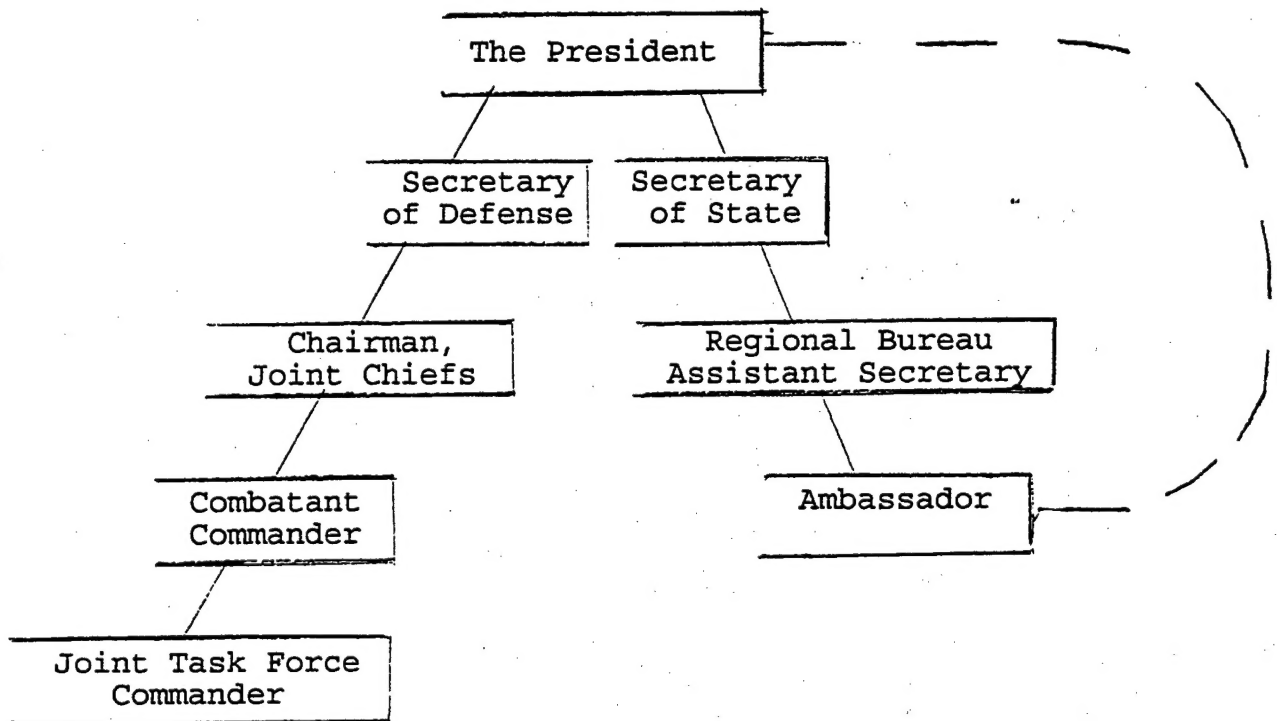 The President
Secretary
of Defense
Secretary
of State
Chairman,
Joint Chiefs
Regional Bureau
Assistant Secretary
Combatant
Commander
Ambassador
Joint Task Force
Commander